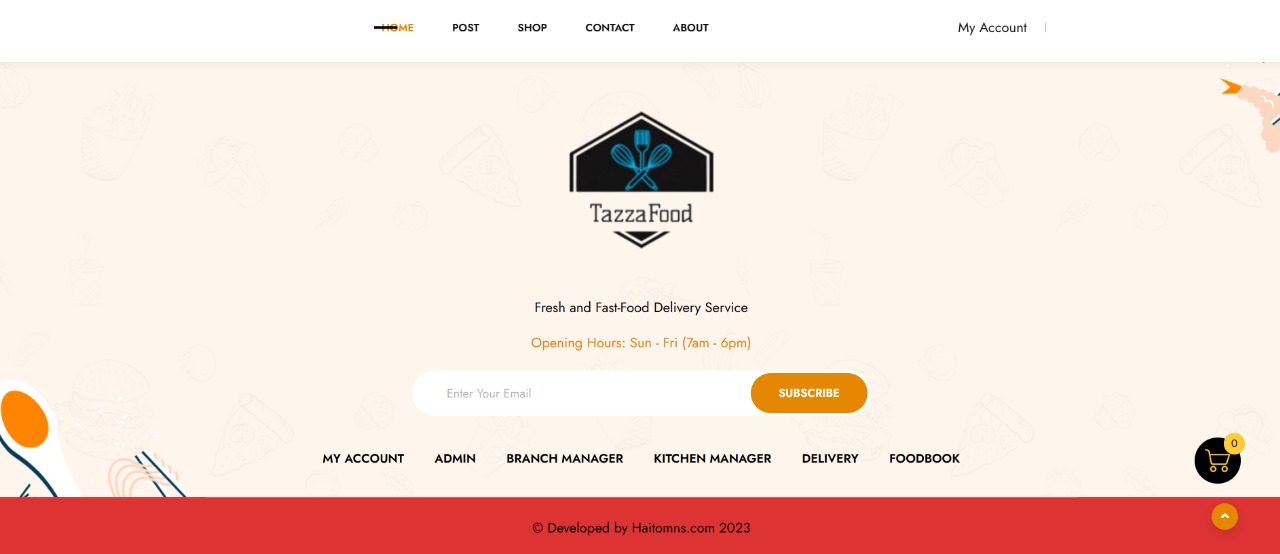 HOME POST SHOP CONTACT ABOUT My Account
TazzaFood
Fresh and Fast-Food Delivery Service
Opening Hours: Sun - Fri (7am - 6pm)
Enter Your Email SUBSCRIBE
0
MY ACCOUNT ADMIN BRANCH MANAGER KITCHEN MANAGER DELIVERY FOODBOOK
© Developed by Haitomns.com 2023